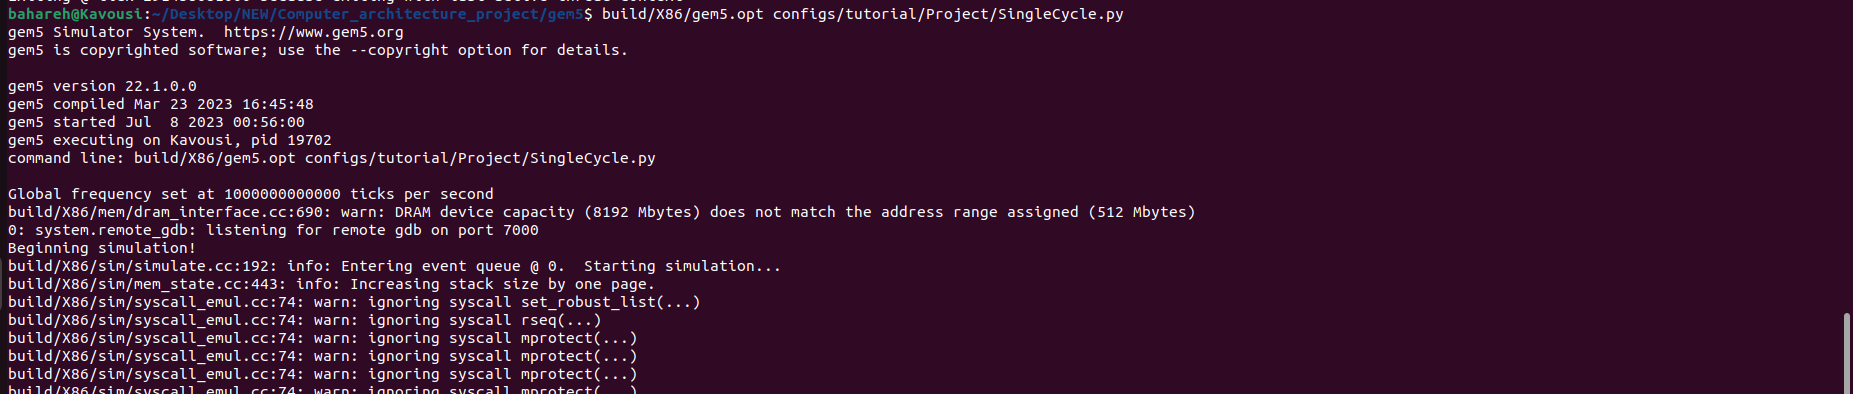 bahareh@Kavousi:~/Desktop/NEW/Computer_architecture_project/gem5$ build/X86/gem5.opt configs/tutorial/Project/SingleCycle.py
gem5 Simulator System.  https://www.gem5.org
gem5 is copyrighted software; use the --copyright option for details.
gem5 version 22.1.0.0
gem5 compiled Mar 23 2023 16:45:48
gem5 started Jul  8 2023 00:56:00
gem5 executing on Kavousi, pid 19702
command line: build/X86/gem5.opt configs/tutorial/Project/SingleCycle.py
Global frequency set at 1000000000000 ticks per second
build/X86/mem/dram_interface.cc:690: warn: DRAM device capacity (8192 Mbytes) does not match the address range assigned (512 Mbytes)
0: system.remote_gdb: listening for remote gdb on port 7000
Beginning simulation!
build/X86/sim/simulate.cc:192: info: Entering event queue @ 0.  Starting simulation...
build/X86/sim/mem_state.cc:443: info: Increasing stack size by one page.
build/X86/sim/syscall_emul.cc:74: warn: ignoring syscall set_robust_list(...)
build/X86/sim/syscall_emul.cc:74: warn: ignoring syscall rseq(...)
build/X86/sim/syscall_emul.cc:74: warn: ignoring syscall mprotect(...)
build/X86/sim/syscall_emul.cc:74: warn: ignoring syscall mprotect(...)
build/X86/sim/syscall_emul.cc:74: warn: ignoring syscall mprotect(...)
build/X86/sim/syscall_emul.cc:74: warn: ignoring syscall mprotect(...)